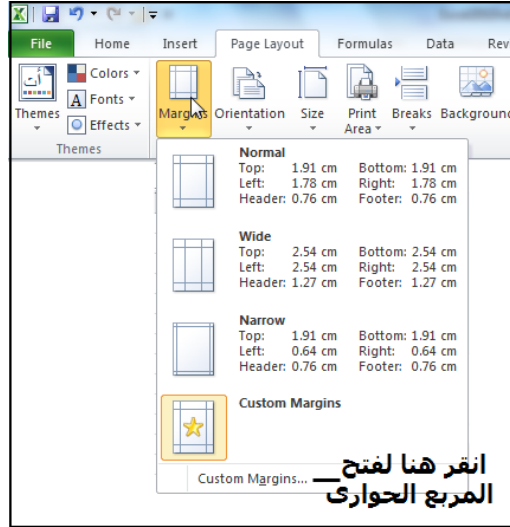 File Home Insert Page Layout Formulas Data Rev
أت Colors Fonts Effects
Themes Margins Orientation Size Print Area Breaks Background
Themes
Normal
Top: 1.91 cm Bottom: 1.91 cm
Left: 1.78 cm Right: 1.78 cm
Header: 0.76 cm Footer: 0.76 cm
Wide
Top: 2.54 cm Bottom: 2.54 cm
Left: 2.54 cm Right: 2.54 cm
Header: 1.27 cm Footer: 1.27 cm
Narrow
Top: 1.91 cm Bottom: 1.91 cm
Left: 0.64 cm Right: 0.64 cm
Header: 0.76 cm Footer: 0.76 cm
Custom Margins
Custom Margins...
انقر هنا لفتح
المربع الحوارى